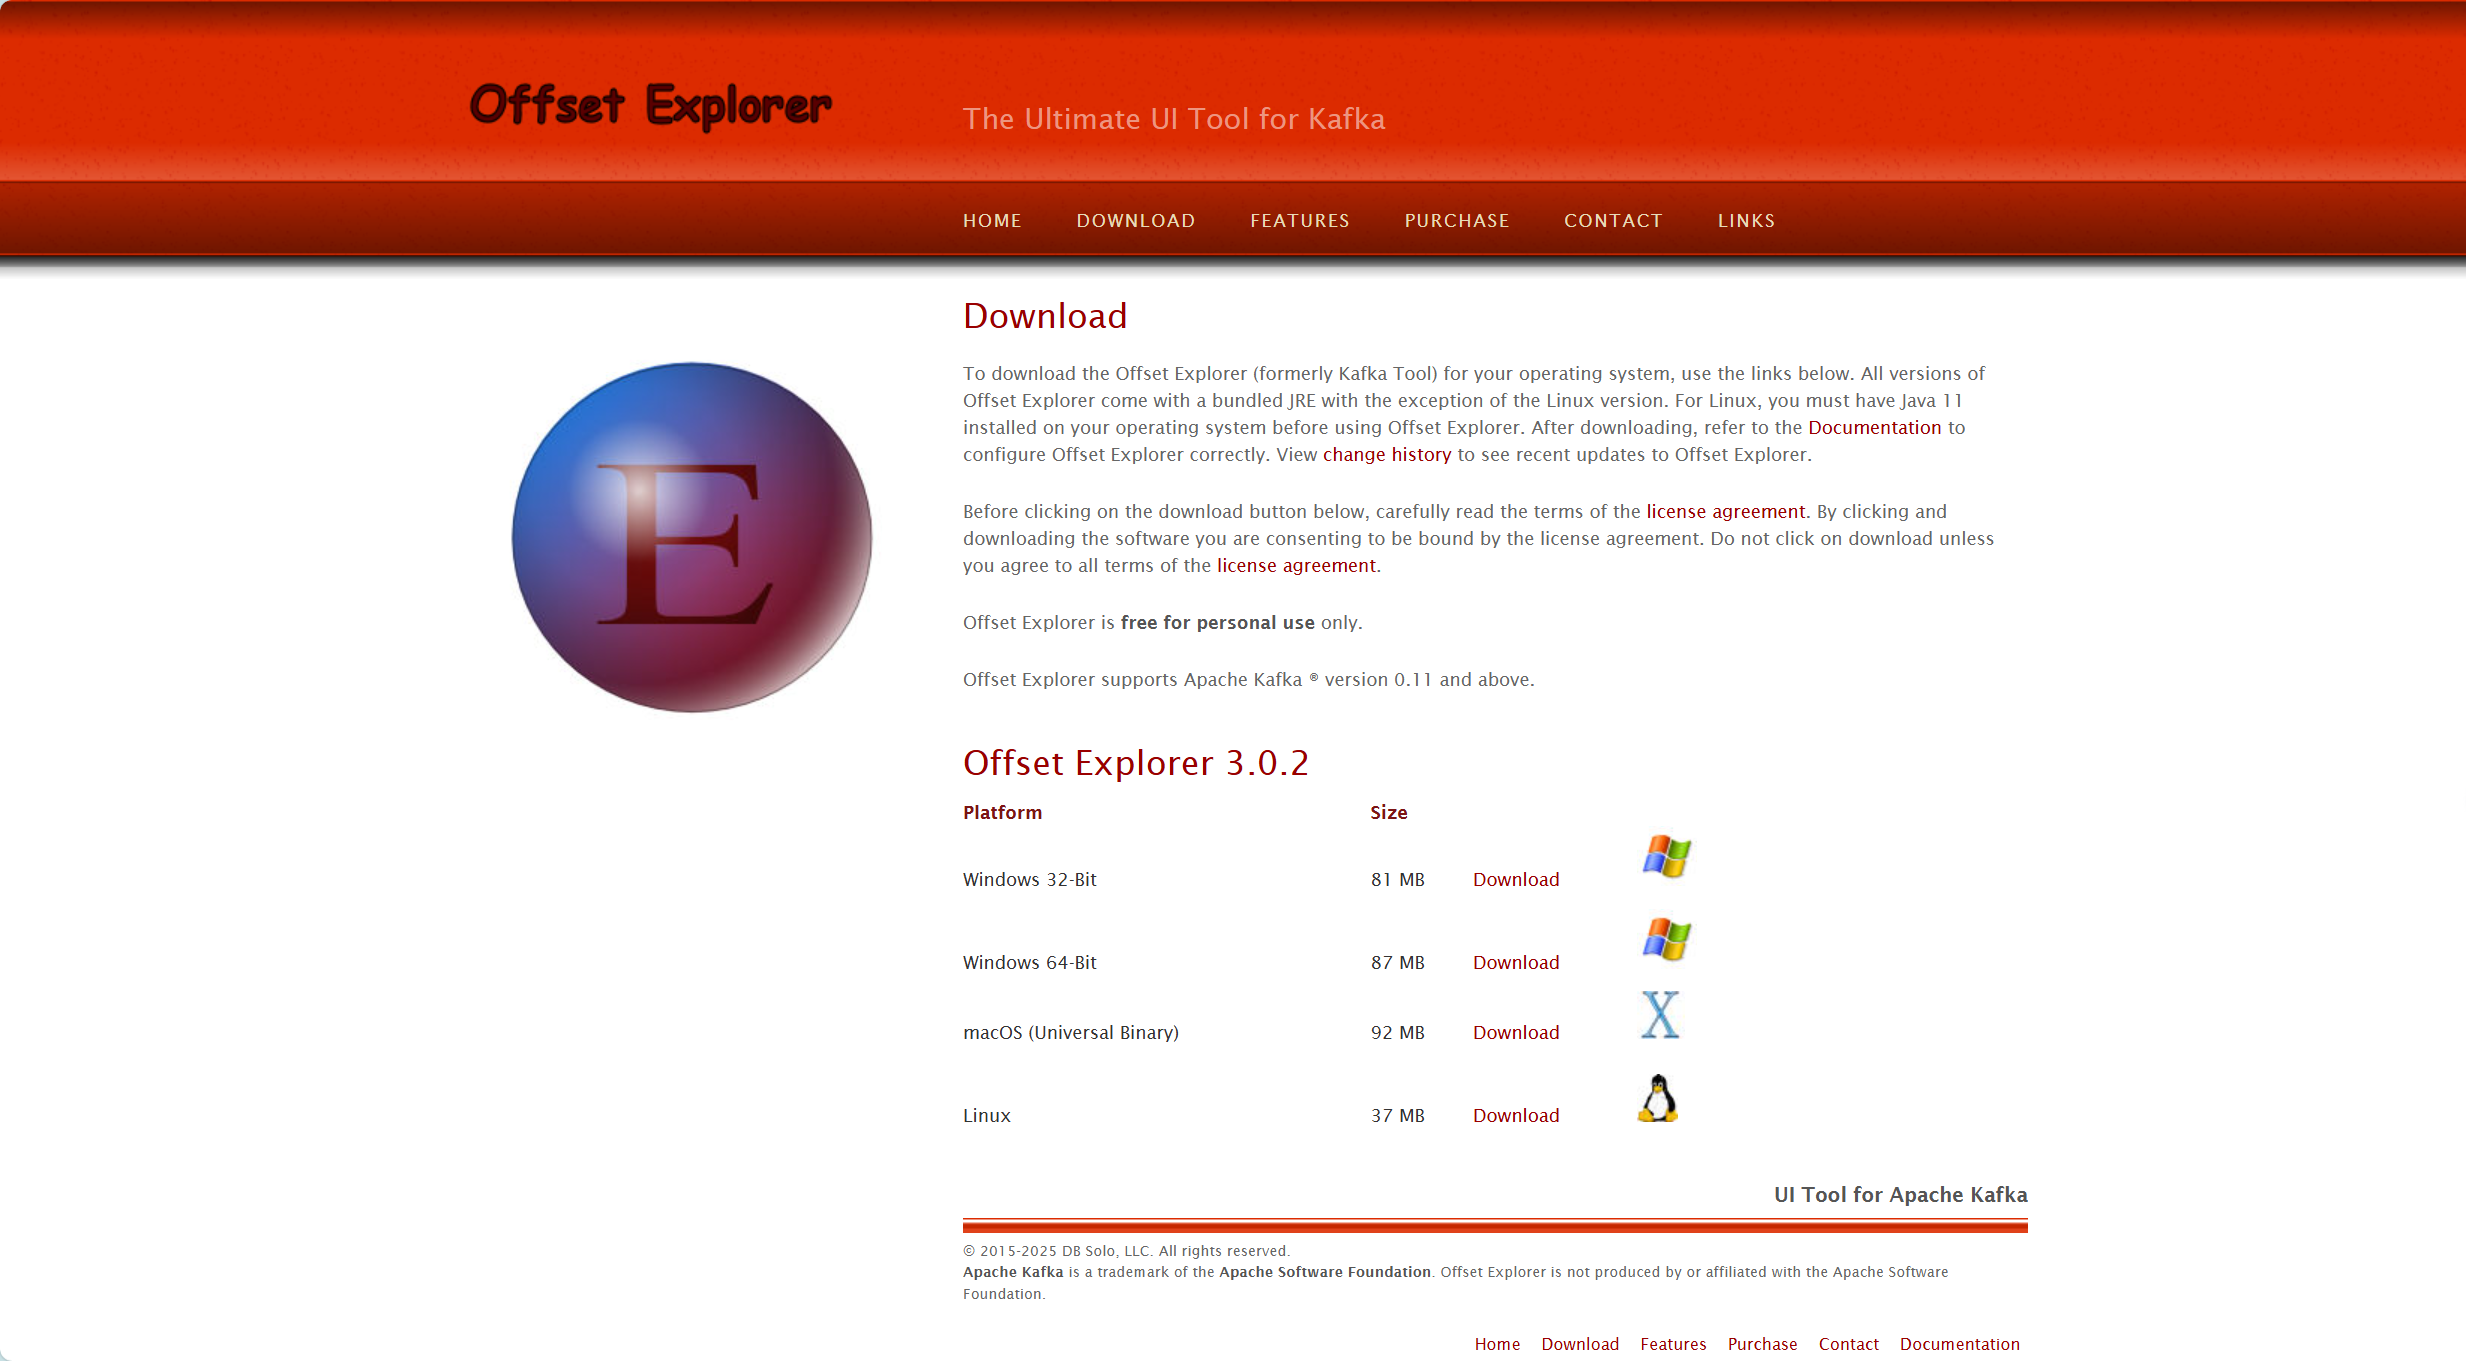 Offset Explorer
The Ultimate UI Tool for Kafka
HOME DOWNLOAD FEATURES PURCHASE CONTACT LINKS
E
Download
To download the Offset Explorer (formerly Kafka Tool) for your operating system, use the links below. All versions of
Offset Explorer come with a bundled JRE with the exception of the Linux version. For Linux, you must have Java 11
installed on your operating system before using Offset Explorer. After downloading, refer to the Documentation to
configure Offset Explorer correctly. View change history to see recent updates to Offset Explorer.
Before clicking on the download button below, carefully read the terms of the license agreement. By clicking and
downloading the software you are consenting to be bound by the license agreement. Do not click on download unless
you agree to all terms of the license agreement.
Offset Explorer is free for personal use only.
Offset Explorer supports Apache Kafka ® version 0.11 and above.
Offset Explorer 3.0.2
Platform Size
Windows 32-Bit 81 MB Download
Windows 64-Bit 87 MB Download
macOS (Universal Binary) 92 MB Download X
Linux 37 MB Download
UI Tool for Apache Kafka
© 2015-2025 DB Solo, LLC. All rights reserved.
Apache Kafka is a trademark of the Apache Software Foundation. Offset Explorer is not produced by or affiliated with the Apache Software
Foundation.
Home Download Features Purchase Contact Documentation